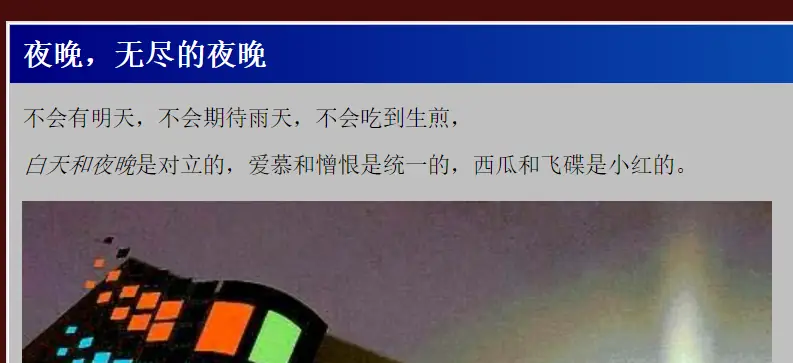 夜晚，无尽的夜晚
不会有明天，不会期待雨天，不会吃到生煎，
白天和夜晚是对立的，爱慕和憎恨是统一的，西瓜和飞碟是小红的。